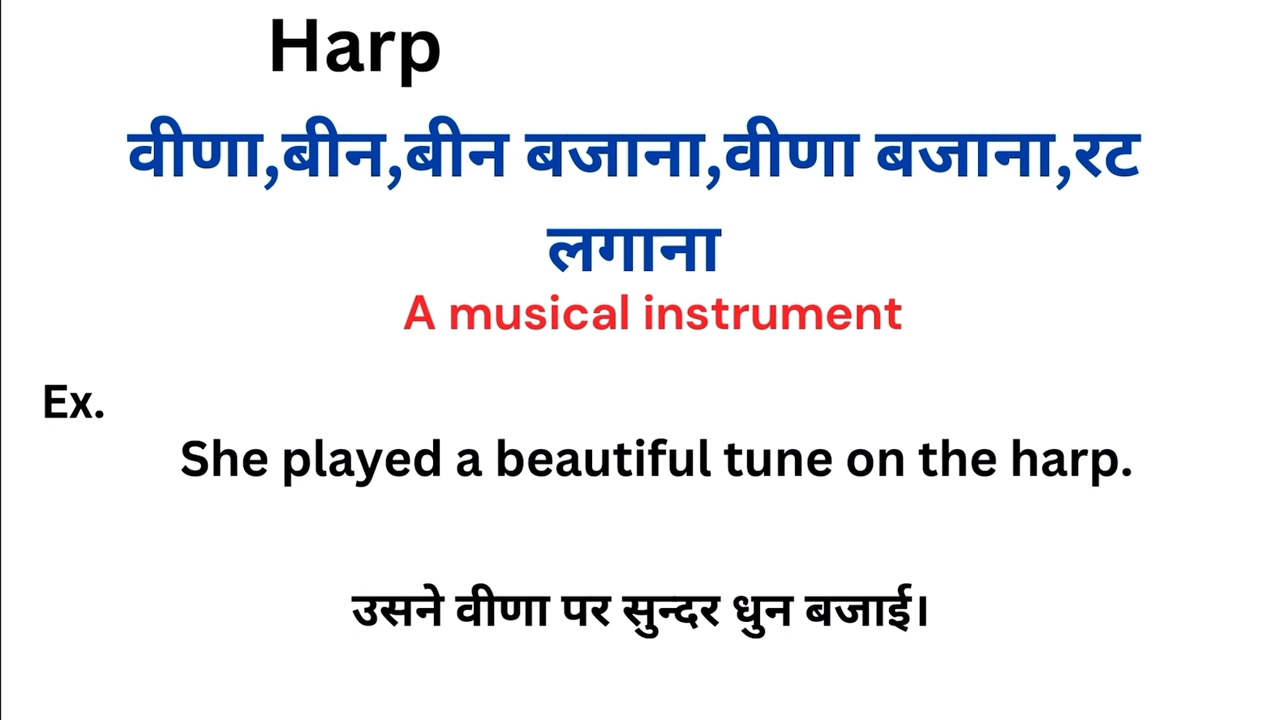 Harp
वीणा,बीन,बीन बजाना,वीणा बजाना,रट
लगाना
A musical instrument
Ex.
She played a beautiful tune on the harp.
उसने वीणा पर सुन्दर धुन बजाई।